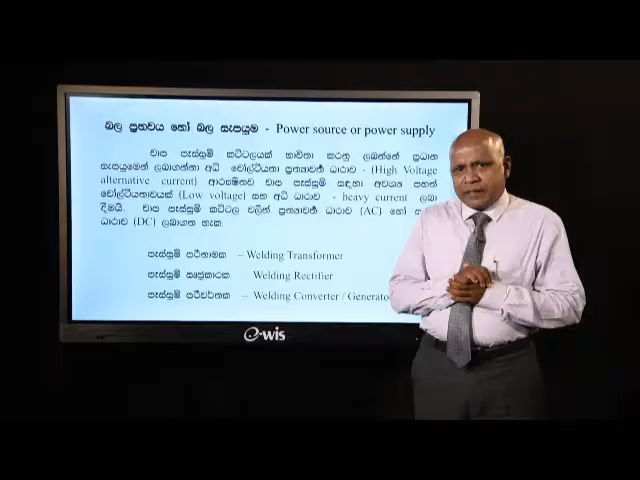 බල ප්‍රභවය හෝ බල සැපයුම - Power source or power supply
චාප පෑස්සුම් කට්ටලයක් භාවිතා කරනු ලබන්නේ ප්‍රධාන
සැපයුමෙන් ලබාගන්නා අධි වෝල්ටීයතා ප්‍රත්‍යාවර්ත ධාරාව - (High Voltage
alternative current) ආරක්ෂිතව චාප පෑස්සුම් සඳහා අවශ්‍ය පහත්
වෝල්ටීයතාවයක් (Low voltage) සහ අධි ධාරාව - heavy current ලබා
දීමයි. චාප පෑස්සුම් කට්ටල වලින් ප්‍රත්‍යාවර්ත ධාරාව (AC) හෝ
ධාරාව (DC) ලබාගත හැක.
පෑස්සුම් පරිනාමක – Welding Transformer
පෑස්සුම් සෘජුකාරක – Welding Rectifier
පෑස්සුම් පරිවර්තක – Welding Converter / Generato
e-wis